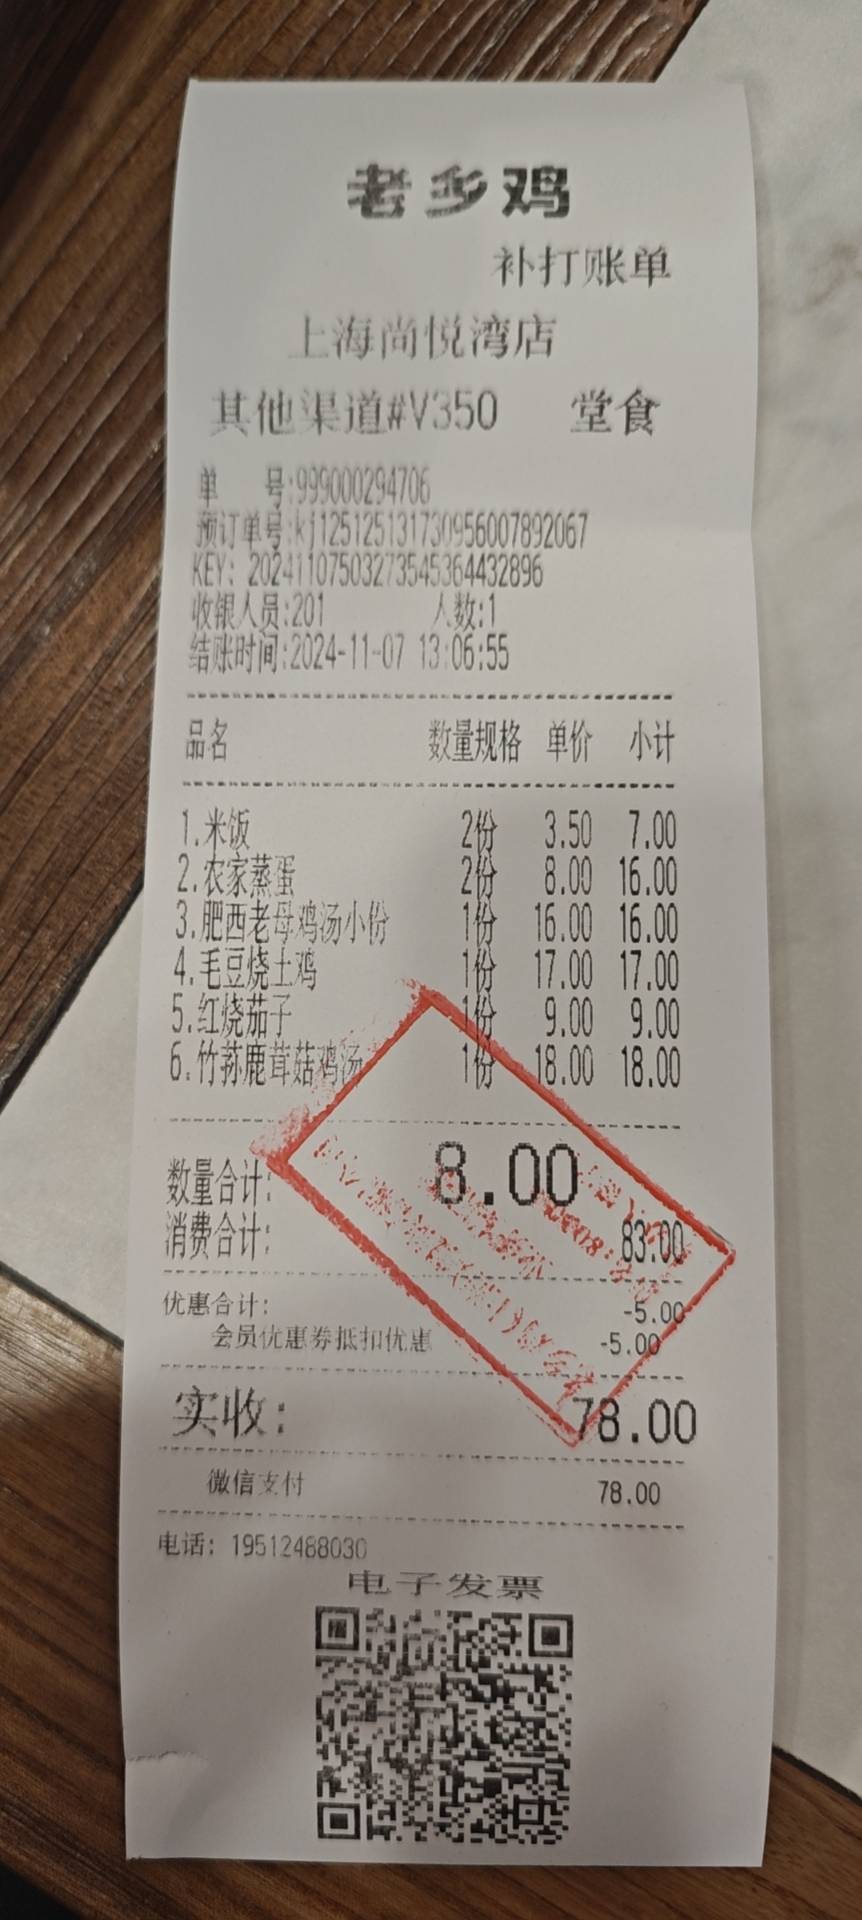 老乡鸡
补打账单
上海尚悦湾店
其他渠道#V350 堂食
单 号:999000294706
预订单号:kj125125131730956007892067
KEY: 20241107503273545364432896
收银人员:201 人数:1
结账时间:2024-11-07 13:06:55
品名 数量规格 单价 小计
1.米饭 2份 3.50 7.00
2.农家蒸蛋 2份 8.00 16.00
3.肥西老母鸡汤小份 1份 16.00 16.00
4.毛豆烧土鸡 1份 17.00 17.00
5.红烧茄子 1份 9.00 9.00
6.竹荪鹿茸菇鸡汤 1份 18.00 18.00
数量合计: 8.00
消费合计: 83.00
优惠合计: -5.00
会员优惠券抵扣优惠 -5.00
实收: 78.00
微信支付 78.00
电话: 19512488030
电子发票